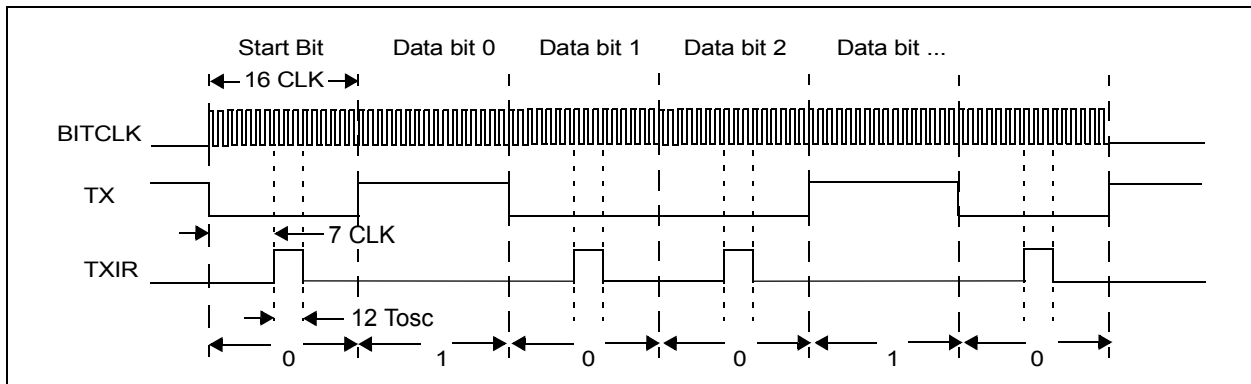 Start Bit Data bit 0 Data bit 1 Data bit 2 Data bit ...
16 CLK
BITCLK
TX
7 CLK
TXIR
12 Tosc
0 1 0 0 1 0